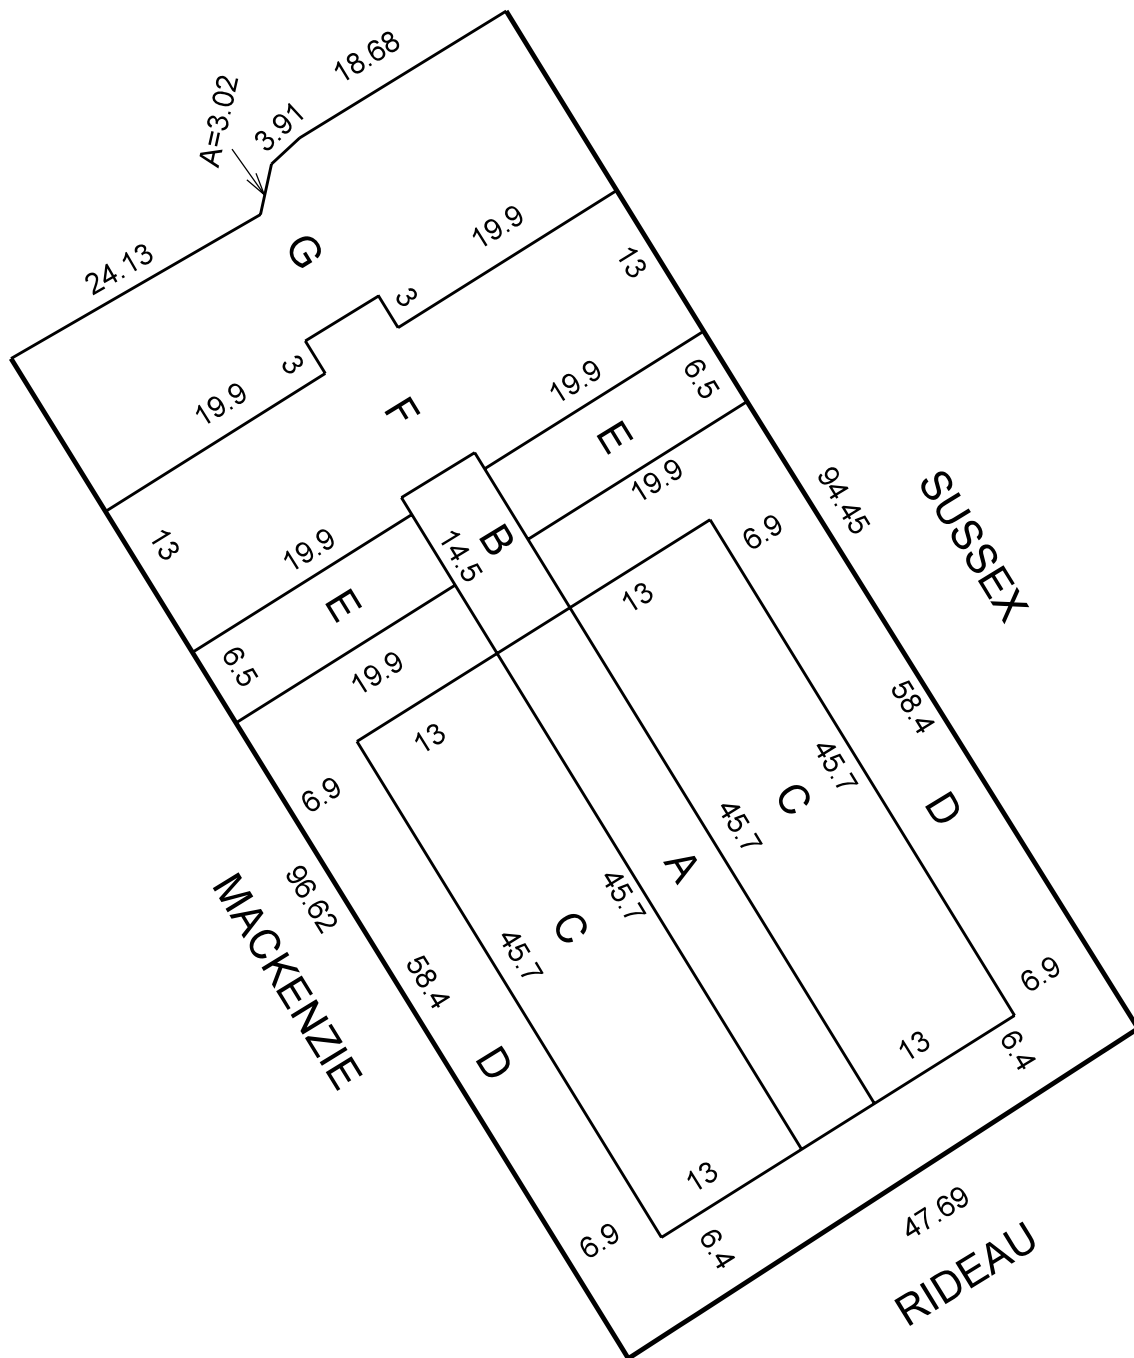 18.68
A=3.02
3.91
24.13
G
19.9
13
3
3
19.9
F
19.9
6.5
E
19.9
94.45
SUSSEX
13
19.9
14.5
B
6.9
E
13
6.5
19.9
13
6.9
58.4
45.7
C
D
45.7
A
96.62
MACKENZIE
45.7
C
45.7
58.4
6.9
13
6.4
D
13
47.69
6.9
6.4
RIDEAU